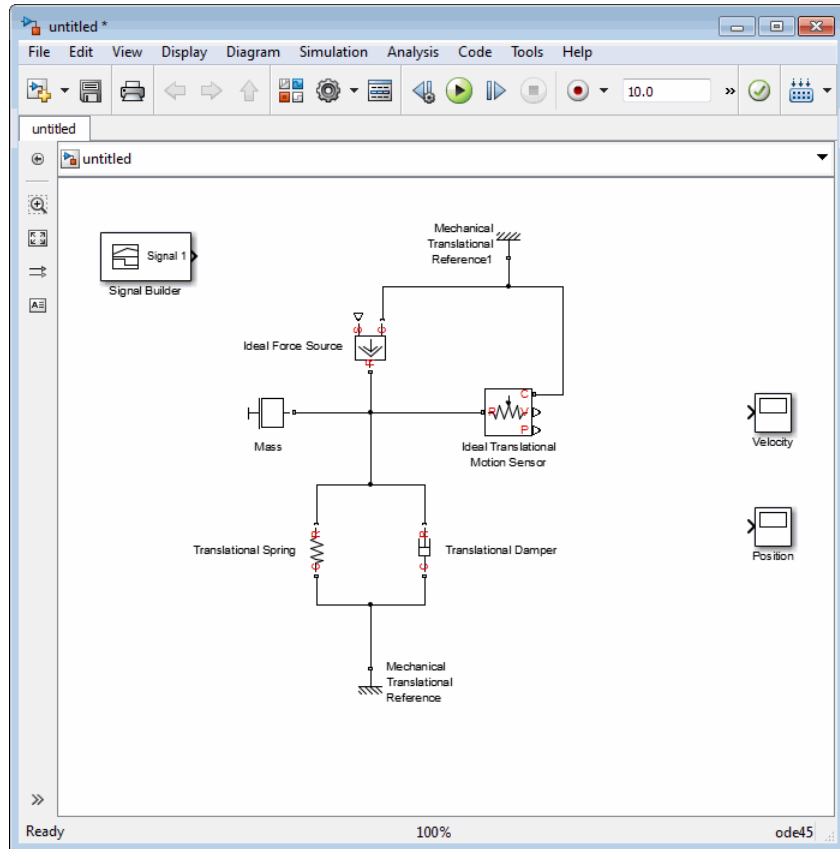 untitled *
File Edit View Display Diagram Simulation Analysis Code Tools Help
10.0 »
untitled
untitled
Signal 1
Signal Builder
Mechanical
Translational
Reference1
Ideal Force Source
S C
R
Mass
C
R V
P
Ideal Translational
Motion Sensor
Velocity
Translational Spring
R
C
R
C
Translational Damper
Position
Mechanical
Translational
Reference
»
Ready 100% ode45